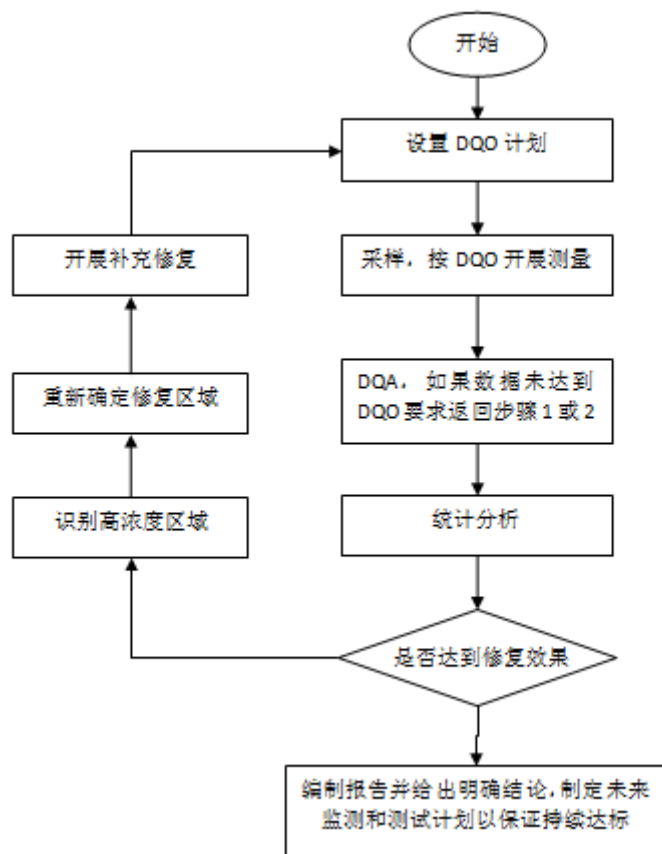 开始
设置 DQO 计划
采样，按 DQO 开展测量
DQA，如果数据未达到
DQO 要求返回步骤 1 或 2
统计分析
是否达到修复效果
编制报告并给出明确结论，制定未来
监测和测试计划以保证持续达标
识别高浓度区域
重新确定修复区域
开展补充修复